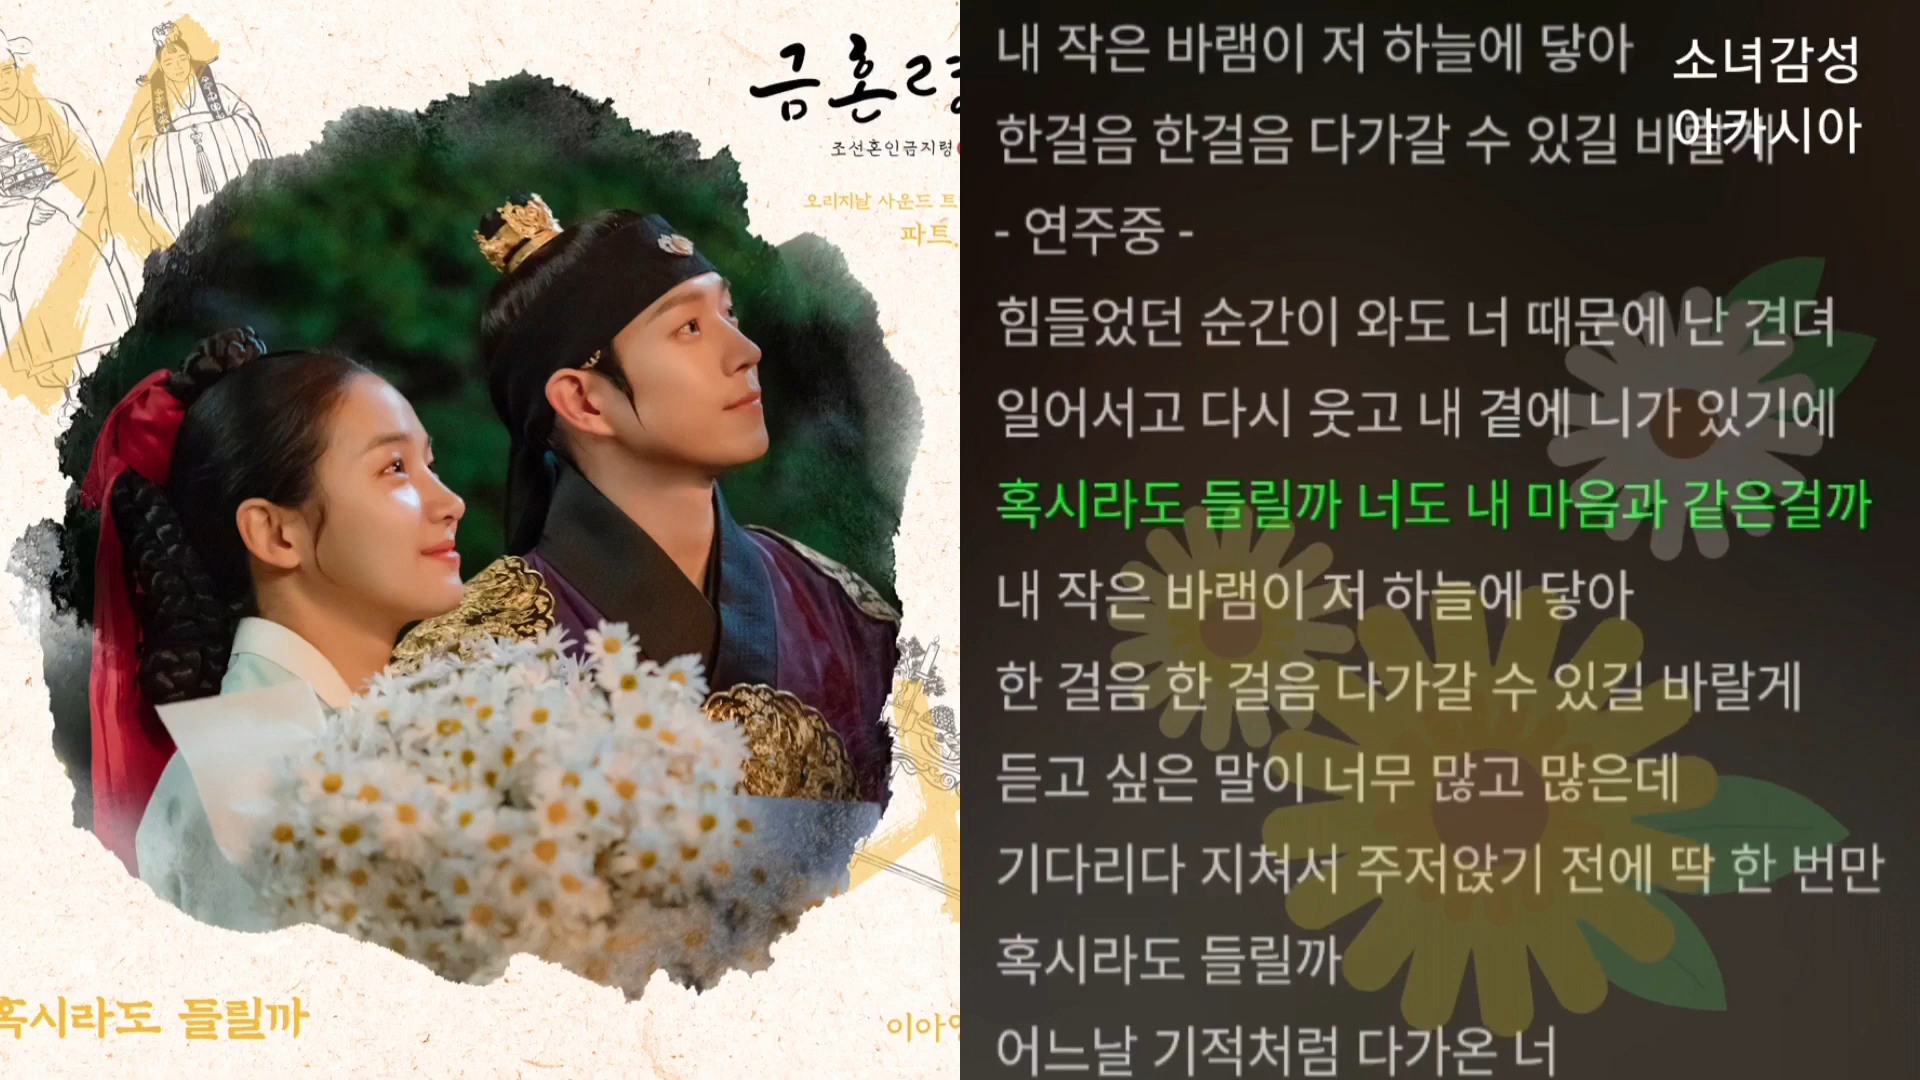 금혼령
조선혼인금지령
오리지날 사운드 트
파트.
혹시라도 들릴까
이아
내 작은 바램이 저 하늘에 닿아
한걸음 한걸음 다가갈 수 있길 바랄게
- 연주중 -
힘들었던 순간이 와도 너 때문에 난 견뎌
일어서고 다시 웃고 내 곁에 니가 있기에
혹시라도 들릴까 너도 내 마음과 같은걸까
내 작은 바램이 저 하늘에 닿아
한 걸음 한 걸음 다가갈 수 있길 바랄게
듣고 싶은 말이 너무 많고 많은데
기다리다 지쳐서 주저앉기 전에 딱 한 번만
혹시라도 들릴까
어느날 기적처럼 다가온 너
소녀감성
아카시아